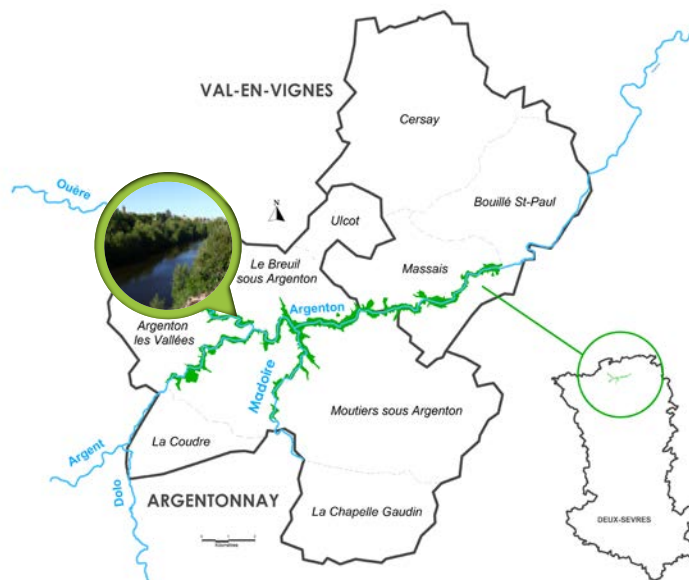 VAL-EN-VIGNES
Cersay
Ouère
N
Ulcot
Bouillé St-Paul
Le Breuil
sous Argenton
Massais
Argenton
Argenton
les Vallées
Madoire
Moutiers sous Argenton
La Coudre
Argent
Dolo
ARGENTONNAY
La Chapelle Gaudin
DEUX-SEVRES